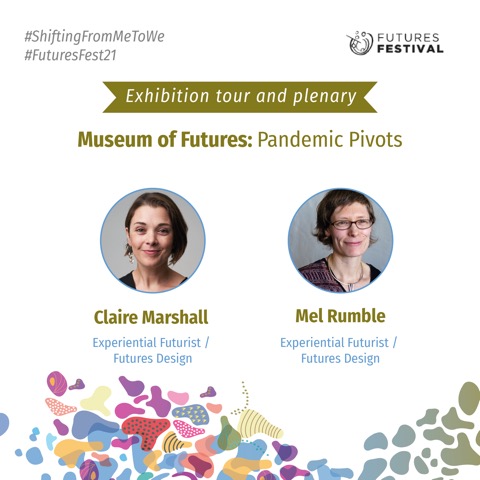 #ShiftingFromMeToWe
#FuturesFest21
FUTURES
FESTIVAL
Exhibition tour and plenary
Museum of Futures: Pandemic Pivots
Claire Marshall
Experiential Futurist /
Futures Design
Mel Rumble
Experiential Futurist /
Futures Design